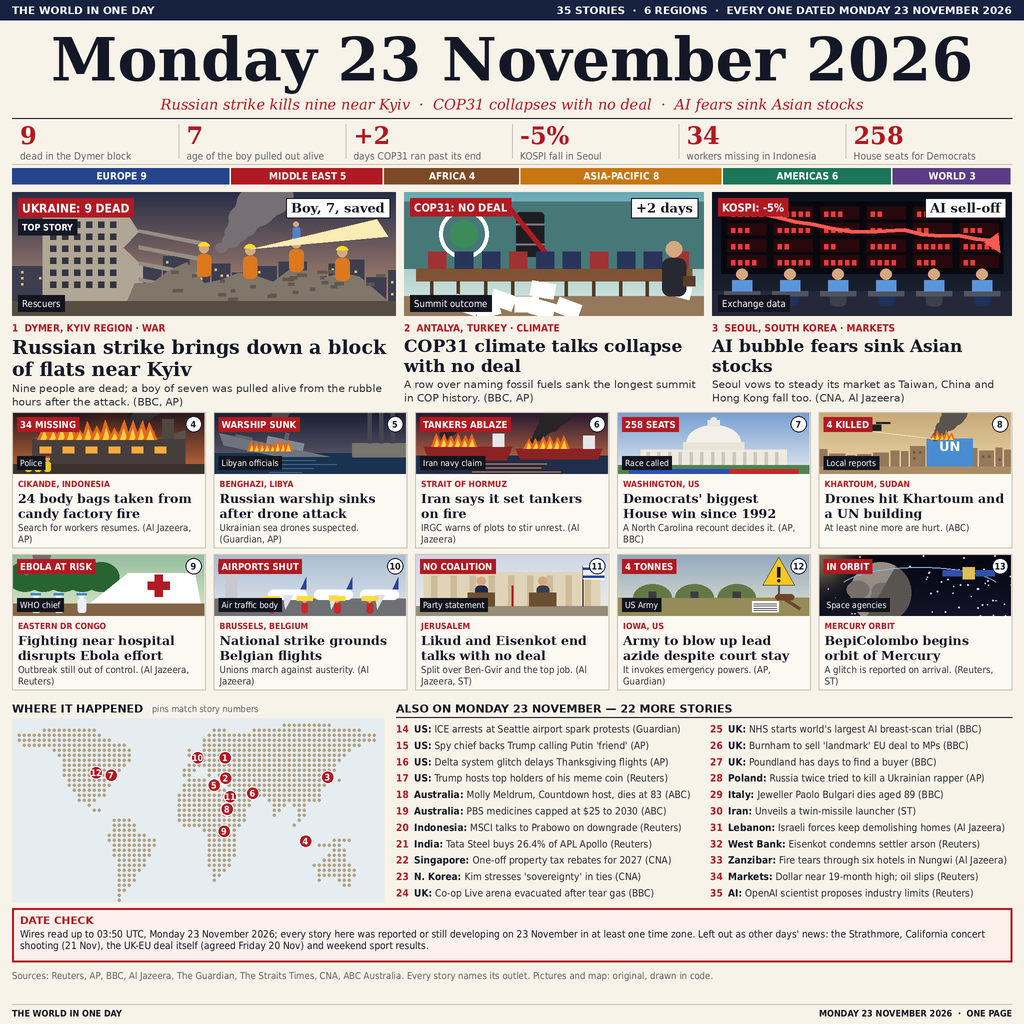 THE WORLD IN ONE DAY
35 STORIES · 6 REGIONS · EVERY ONE DATED MONDAY 23 NOVEMBER 2026
Monday 23 November 2026
Russian strike kills nine near Kyiv · COP31 collapses with no deal · AI fears sink Asian stocks
9
dead in the Dymer block
7
age of the boy pulled out alive
+2
days COP31 ran past its end
-5%
KOSPI fall in Seoul
34
workers missing in Indonesia
258
House seats for Democrats
EUROPE 9
MIDDLE EAST 5
AFRICA 4
ASIA-PACIFIC 8
AMERICAS 6
WORLD 3
UKRAINE: 9 DEAD
Boy, 7, saved
TOP STORY
Rescuers
1 DYMER, KYIV REGION · WAR
Russian strike brings down a block
of flats near Kyiv
Nine people are dead; a boy of seven was pulled alive from the rubble
hours after the attack. (BBC, AP)
COP31: NO DEAL
+2 days
Summit outcome
2 ANTALYA, TURKEY · CLIMATE
COP31 climate talks collapse
with no deal
A row over naming fossil fuels sank the longest summit
in COP history. (BBC, AP)
KOSPI: -5%
AI sell-off
Exchange data
3 SEOUL, SOUTH KOREA · MARKETS
AI bubble fears sink Asian
stocks
Seoul vows to steady its market as Taiwan, China and
Hong Kong fall too. (CNA, Al Jazeera)
34 MISSING
4
Police
CIKANDE, INDONESIA
24 body bags taken from
candy factory fire
Search for workers resumes. (Al Jazeera,
AP)
WARSHIP SUNK
5
Libyan officials
BENGHAZI, LIBYA
Russian warship sinks
after drone attack
Ukrainian sea drones suspected.
(Guardian, AP)
TANKERS ABLAZE
6
Iran navy claim
STRAIT OF HORMUZ
Iran says it set tankers
on fire
IRGC warns of plots to stir unrest. (Al
Jazeera)
258 SEATS
7
Race called
WASHINGTON, US
Democrats' biggest
House win since 1992
A North Carolina recount decides it. (AP,
BBC)
4 KILLED
8
UN
Local reports
KHARTOUM, SUDAN
Drones hit Khartoum and
a UN building
At least nine more are hurt. (ABC)
EBOLA AT RISK
9
WHO chief
EASTERN DR CONGO
Fighting near hospital
disrupts Ebola effort
Outbreak still out of control. (Al Jazeera,
Reuters)
AIRPORTS SHUT
10
Air traffic body
BRUSSELS, BELGIUM
National strike grounds
Belgian flights
Unions march against austerity. (Al
Jazeera)
NO COALITION
11
Party statement
JERUSALEM
Likud and Eisenkot end
talks with no deal
Split over Ben-Gvir and the top job. (Al
Jazeera, ST)
4 TONNES
12
US Army
IOWA, US
Army to blow up lead
azide despite court stay
It invokes emergency powers. (AP,
Guardian)
IN ORBIT
13
Space agencies
MERCURY ORBIT
BepiColombo begins
orbit of Mercury
A glitch is reported on arrival. (Reuters,
ST)
WHERE IT HAPPENED pins match story numbers
10
1
12
7
2
3
5
11
6
8
9
4
ALSO ON MONDAY 23 NOVEMBER — 22 MORE STORIES
14 US: ICE arrests at Seattle airport spark protests (Guardian)
15 US: Spy chief backs Trump calling Putin 'friend' (AP)
16 US: Delta system glitch delays Thanksgiving flights (AP)
17 US: Trump hosts top holders of his meme coin (Reuters)
18 Australia: Molly Meldrum, Countdown host, dies at 83 (ABC)
19 Australia: PBS medicines capped at $25 to 2030 (ABC)
20 Indonesia: MSCI talks to Prabowo on downgrade (Reuters)
21 India: Tata Steel buys 26.4% of APL Apollo (Reuters)
22 Singapore: One-off property tax rebates for 2027 (CNA)
23 N. Korea: Kim stresses 'sovereignty' in ties (CNA)
24 UK: Co-op Live arena evacuated after tear gas (BBC)
25 UK: NHS starts world's largest AI breast-scan trial (BBC)
26 UK: Burnham to sell 'landmark' EU deal to MPs (BBC)
27 UK: Poundland has days to find a buyer (BBC)
28 Poland: Russia twice tried to kill a Ukrainian rapper (AP)
29 Italy: Jeweller Paolo Bulgari dies aged 89 (BBC)
30 Iran: Unveils a twin-missile launcher (ST)
31 Lebanon: Israeli forces keep demolishing homes (Al Jazeera)
32 West Bank: Eisenkot condemns settler arson (Reuters)
33 Zanzibar: Fire tears through six hotels in Nungwi (Al Jazeera)
34 Markets: Dollar near 19-month high; oil slips (Reuters)
35 AI: OpenAI scientist proposes industry limits (Reuters)
DATE CHECK
Wires read up to 03:50 UTC, Monday 23 November 2026; every story here was reported or still developing on 23 November in at least one time zone. Left out as other days' news: the Strathmore, California concert
shooting (21 Nov), the UK-EU deal itself (agreed Friday 20 Nov) and weekend sport results.
Sources: Reuters, AP, BBC, Al Jazeera, The Guardian, The Straits Times, CNA, ABC Australia. Every story names its outlet. Pictures and map: original, drawn in code.
THE WORLD IN ONE DAY
MONDAY 23 NOVEMBER 2026 · ONE PAGE